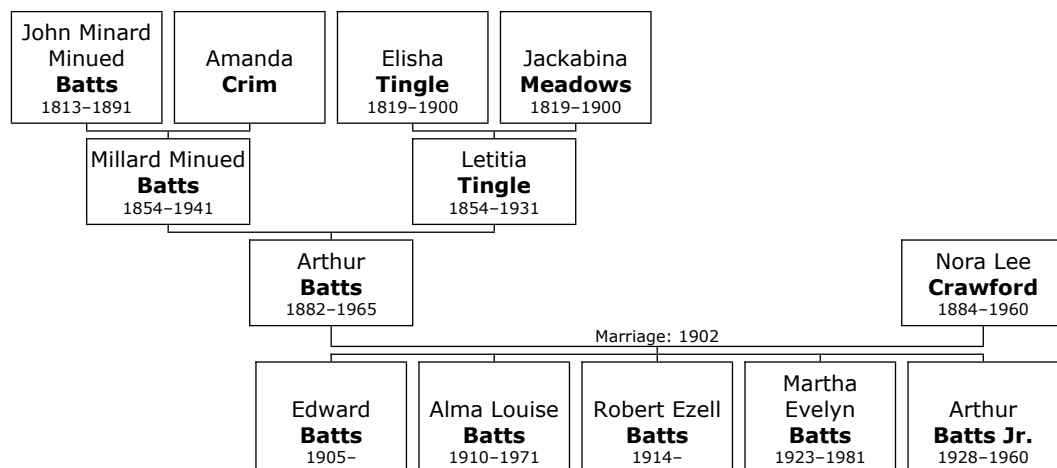 John Minard
Minued
Batts
1813–1891
Amanda
Crim
Elisha
Tingle
1819–1900
Jackabina
Meadows
1819–1900
Millard Minued
Batts
1854–1941
Letitia
Tingle
1854–1931
Arthur
Batts
1882–1965
Nora Lee
Crawford
1884–1960
Marriage: 1902
Edward
Batts
1905–
Alma Louise
Batts
1910–1971
Robert Ezell
Batts
1914–
Martha
Evelyn
Batts
1923–1981
Arthur
Batts Jr.
1928–1960